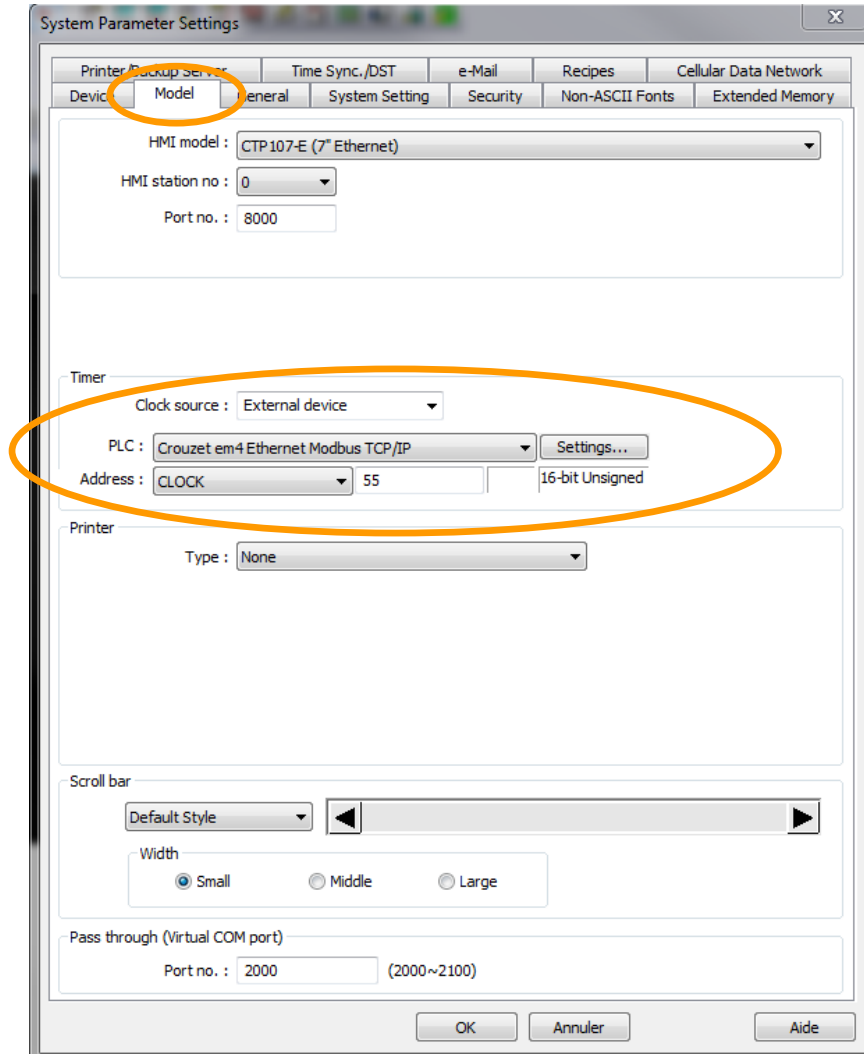 System Parameter Settings
Printer/Backup Server Time Sync./DST e-Mail Recipes Cellular Data Network
Device Model General System Setting Security Non-ASCII Fonts Extended Memory
HMI model : CTP107-E (7" Ethernet)
HMI station no : 0
Port no. : 8000
Timer
Clock source : External device
PLC : Crouzet em4 Ethernet Modbus TCP/IP Settings...
Address : CLOCK 55 16-bit Unsigned
Printer
Type : None
Scroll bar
Default Style
Width
Small Middle Large
Pass through (Virtual COM port)
Port no. : 2000 (2000~2100)
OK Annuler Aide